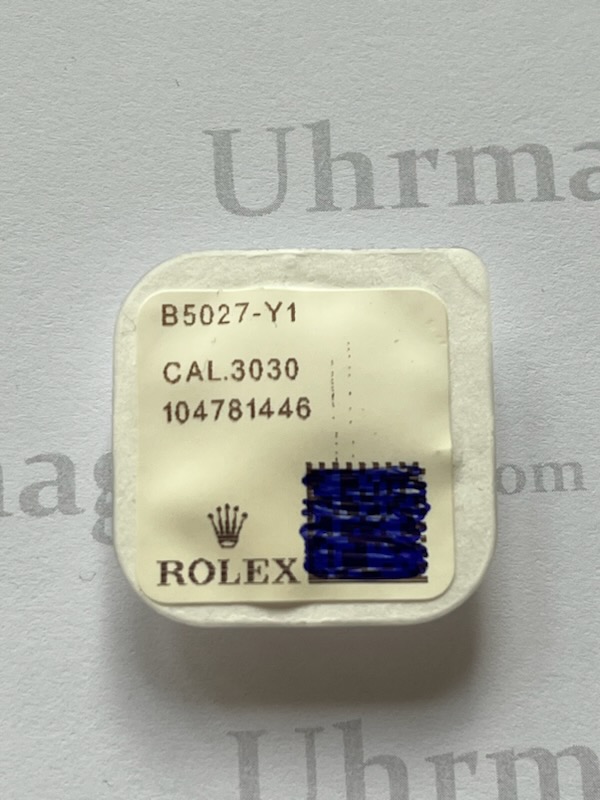 Uhrma
B5027-Y1
CAL.3030
104781446
ag
om
ROLEX
Uhrm